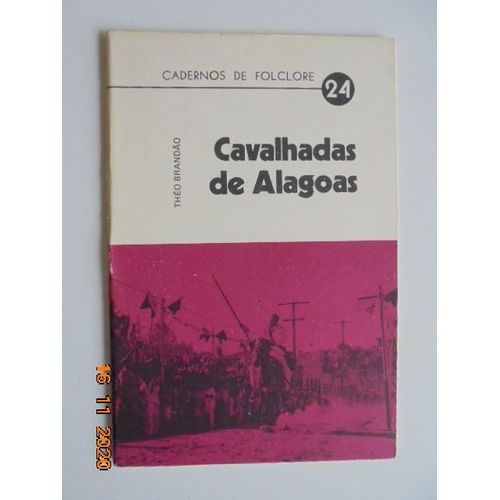 CADERNOS DE FOLCLORE 24
THÉO BRANDÃO
Cavalhadas
de Alagoas
16 11 2020